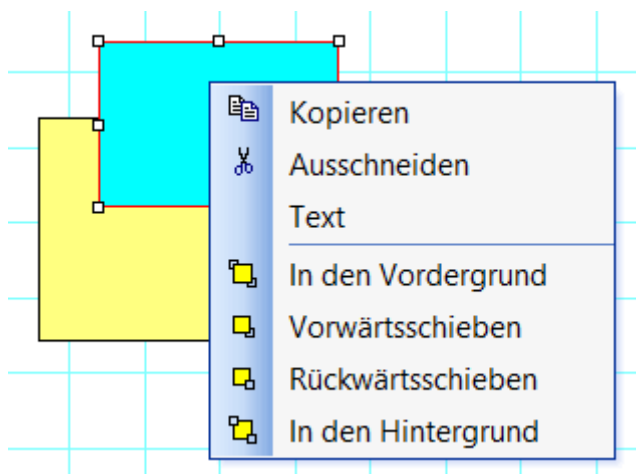 Kopieren
Ausschneiden
Text
In den Vordergrund
Vorwärtsschieben
Rückwärtsschieben
In den Hintergrund